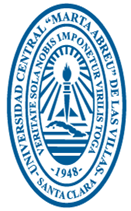 UNIVERSIDAD CENTRAL "MARTA ABREU" DE LAS VILLAS
VERITATE SOLA NOBIS IMPONETUR VIRILIS TOGA
-1948-
SANTA CLARA